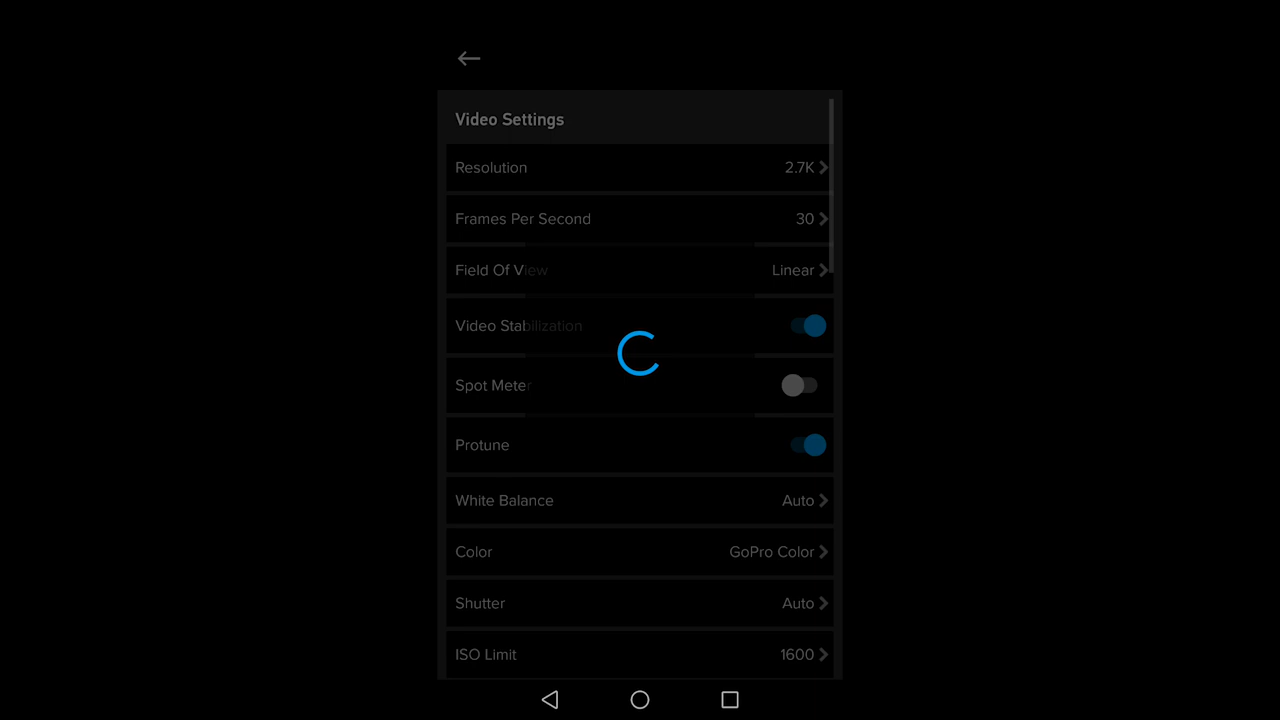 Video Settings
Resolution 2.7K
Frames Per Second 30
Field Of View Linear
Video Stabilization
Spot Meter
Protune
White Balance Auto
Color GoPro Color
Shutter Auto
ISO Limit 1600